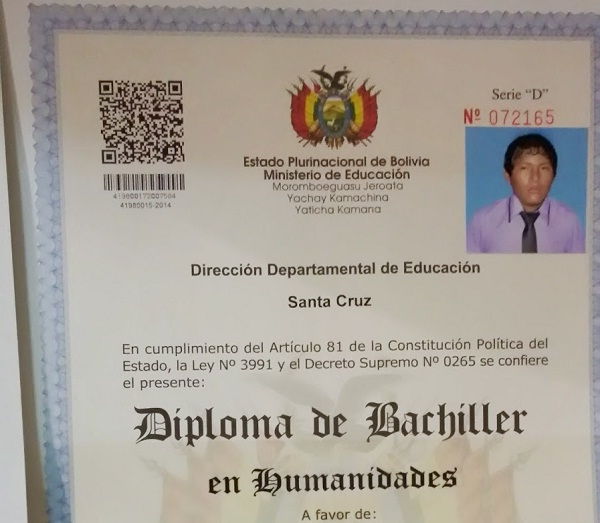 Serie "D"
Nº 072165
Estado Plurinacional de Bolivia
Ministerio de Educación
Moromboeguasu Jeroata
Yachay Kamachina
Yaticha Kamana
419800172007504
41980015-2014
Dirección Departamental de Educación
Santa Cruz
En cumplimiento del Artículo 81 de la Constitución Política del
Estado, la Ley Nº 3991 y el Decreto Supremo Nº 0265 se confiere
el presente:
Diploma de Bachiller
en Humanidades
A favor de: